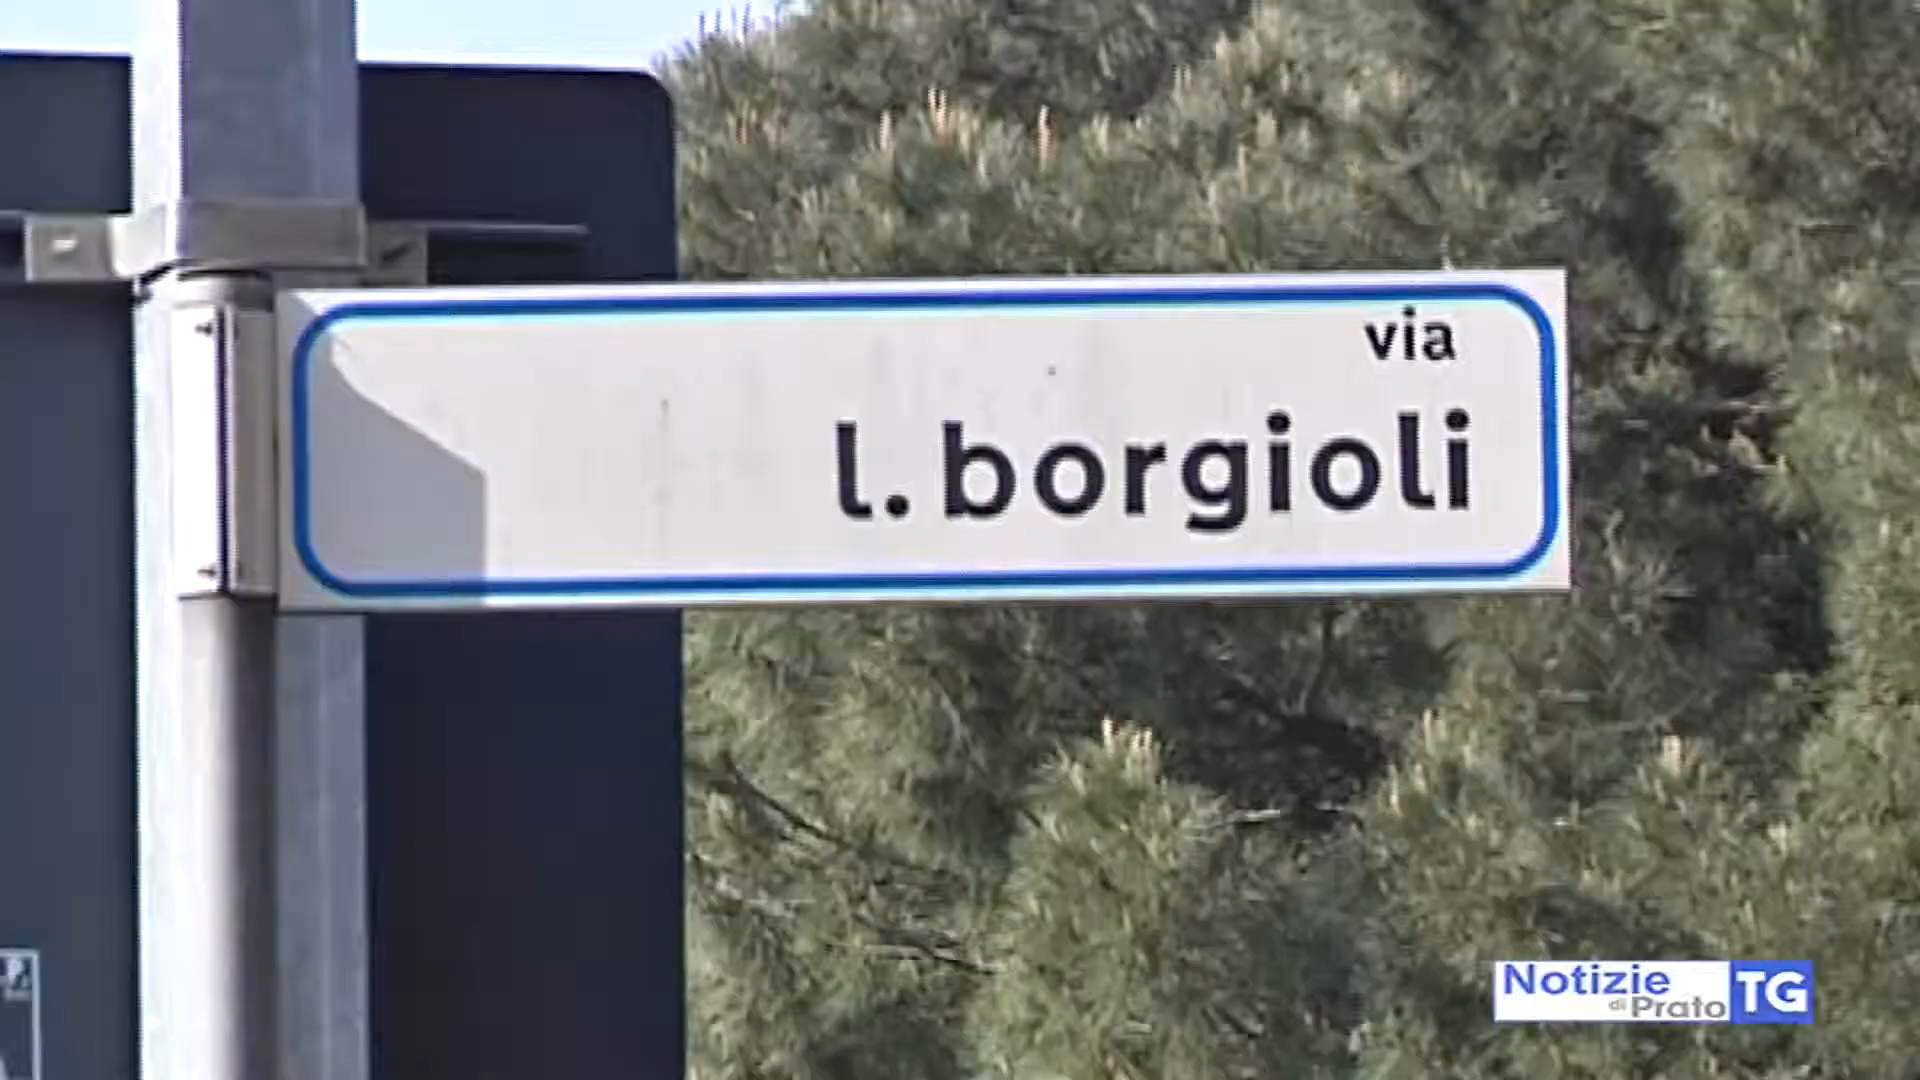 via
l. borgioli
Notizie
di Prato
TG